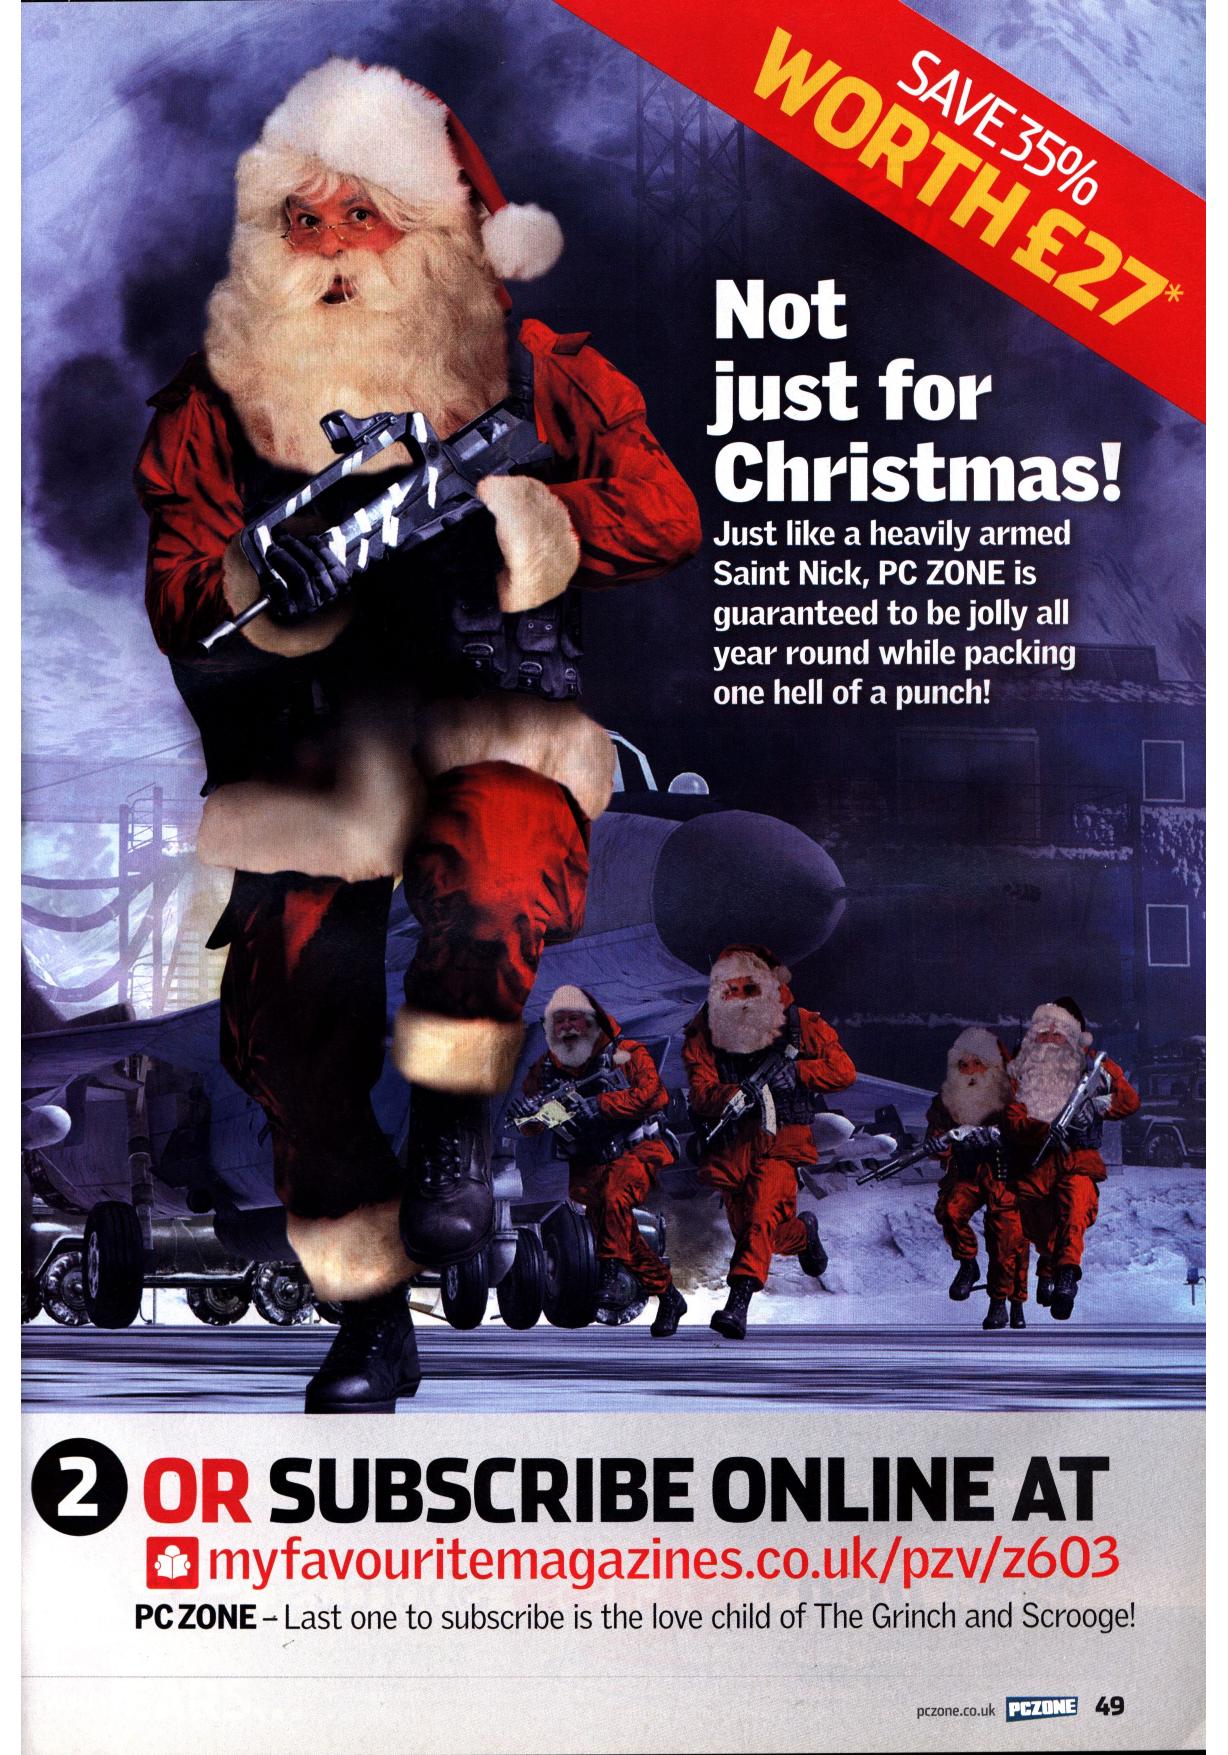 SAVE 35%
WORTH £27*
Not
just for
Christmas!
Just like a heavily armed
Saint Nick, PC ZONE is
guaranteed to be jolly all
year round while packing
one hell of a punch!
2 OR SUBSCRIBE ONLINE AT
myfavouritemagazines.co.uk/pzv/z603
PC ZONE – Last one to subscribe is the love child of The Grinch and Scrooge!
pczone.co.uk PCZONE 49